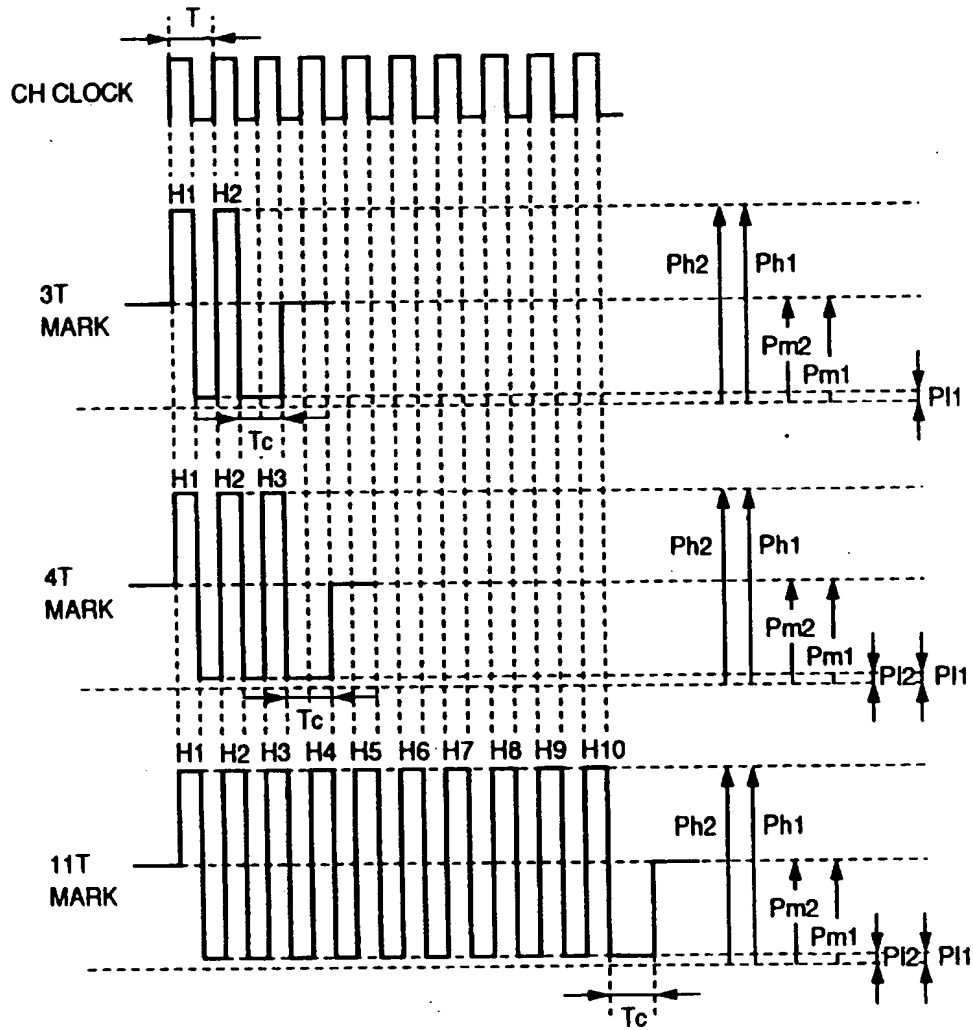 T
CH CLOCK
H1 H2
3T
MARK
Ph2 Ph1
Pm2
Pm1
Pl1
Tc
H1 H2 H3
4T
MARK
Ph2 Ph1
Pm2
Pm1
Pl2 Pl1
Tc
H1 H2 H3 H4 H5 H6 H7 H8 H9 H10
11T
MARK
Ph2 Ph1
Pm2
Pm1
Pl2 Pl1
Tc